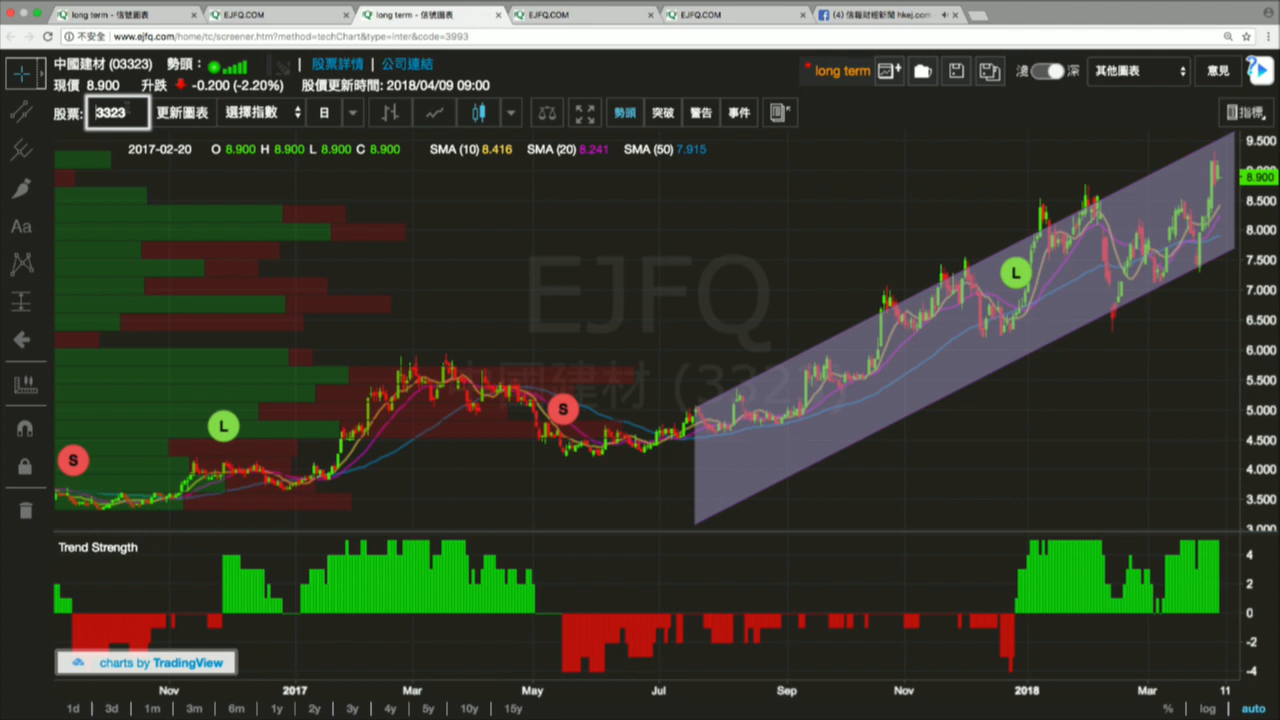 long term - 信號圖表
EJFQ.COM
long term - 信號圖表
EJFQ.COM
EJFQ.COM
(4) 信報財經新聞 hkej.com
不安全 www.ejfq.com/home/tc/screener.htm?method=techChart&type=inter&code=3993
中國建材 (03323) 勢頭：
股票詳情
公司連結
現價 8.900 升跌 -0.200 (-2.20%) 股價更新時間: 2018/04/09 09:00
long term
淺 深
其他圖表
意見
股票: 3323 更新圖表 選擇指數 日
勢頭 突破 警告 事件
指標
2017-02-20 O 8.900 H 8.900 L 8.900 C 8.900 SMA (10) 8.416 SMA (20) 8.241 SMA (50) 7.915
Aa
EJFQ
中國建材 (3323)
S
L
S
L
9.500
8.900
8.500
8.000
7.500
7.000
6.500
6.000
5.500
5.000
4.500
4.000
3.500
3.000
Trend Strength
4
2
0
-2
-4
charts by TradingView
Nov 2017 Mar May Jul Sep Nov 2018 Mar 11
1d 3d 1m 3m 6m 1y 2y 3y 4y 5y 10y 15y
% log auto